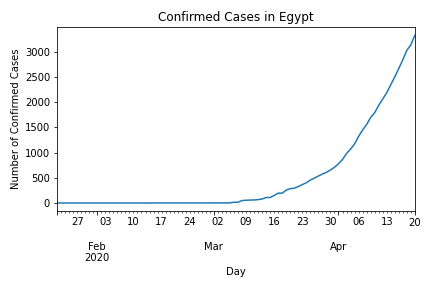 Confirmed Cases in Egypt
Number of Confirmed Cases
3000
2500
2000
1500
1000
500
0
27 03 10 17 24 02 09 16 23 30 06 13 20
Feb Mar Apr
2020
Day